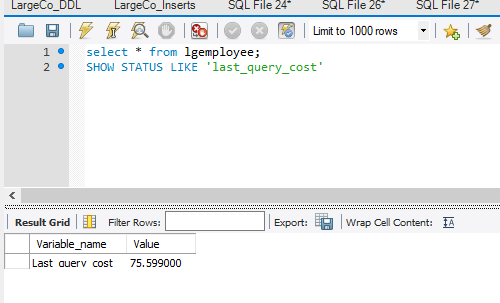 LargeCo_DDL LargeCo_Inserts SQL File 24* SQL File 26* SQL File 27*
Limit to 1000 rows
1 select * from lgemployee;
2 SHOW STATUS LIKE 'last_query_cost'
Result Grid Filter Rows: Export: Wrap Cell Content:
Variable_name Value
Last_query_cost 75.599000